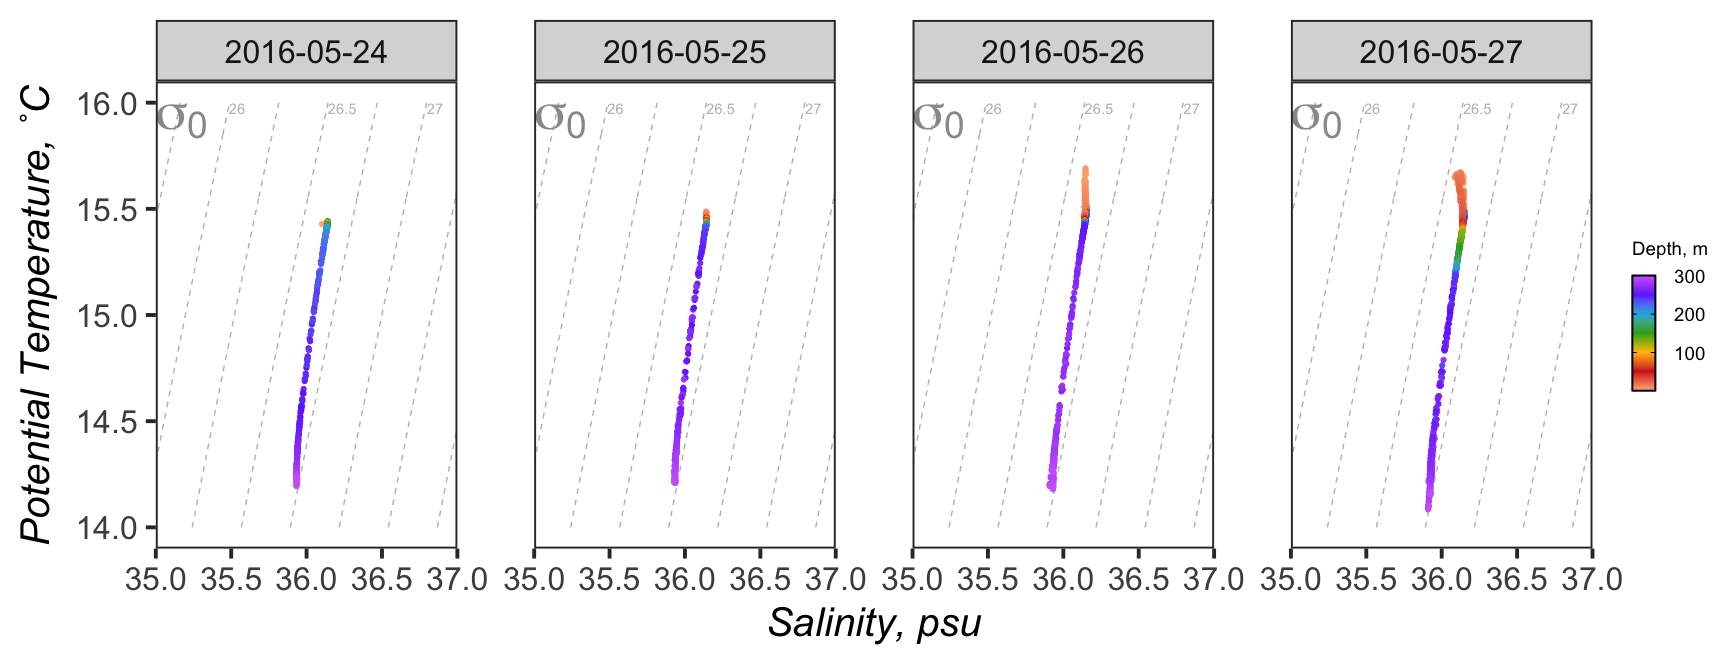 2016-05-24 2016-05-25 2016-05-26 2016-05-27
σ0 26 26.5 27 σ0 26 26.5 27 σ0 26 26.5 27 σ0 26 26.5 27
Potential Temperature, °C
16.0
15.5
15.0
14.5
14.0
35.0 35.5 36.0 36.5 37.0 35.0 35.5 36.0 36.5 37.0 35.0 35.5 36.0 36.5 37.0 35.0 35.5 36.0 36.5 37.0
Salinity, psu
Depth, m
300
200
100